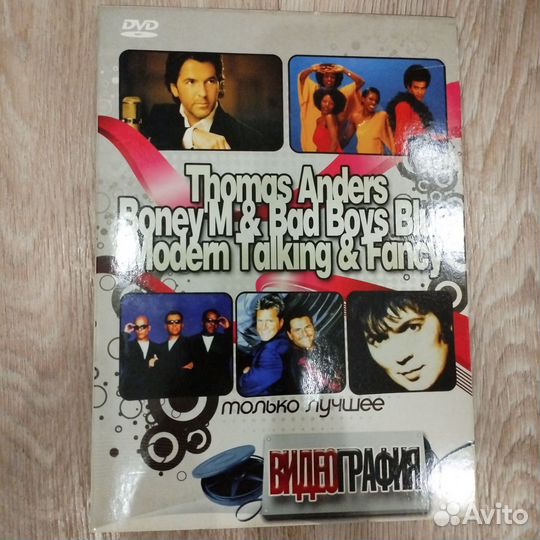 DVD
Thomas Anders
Boney M & Bad Boys Blue
Modern Talking & Fancy
только лучшее
ВИДЕОГРАФИЯ
Avito